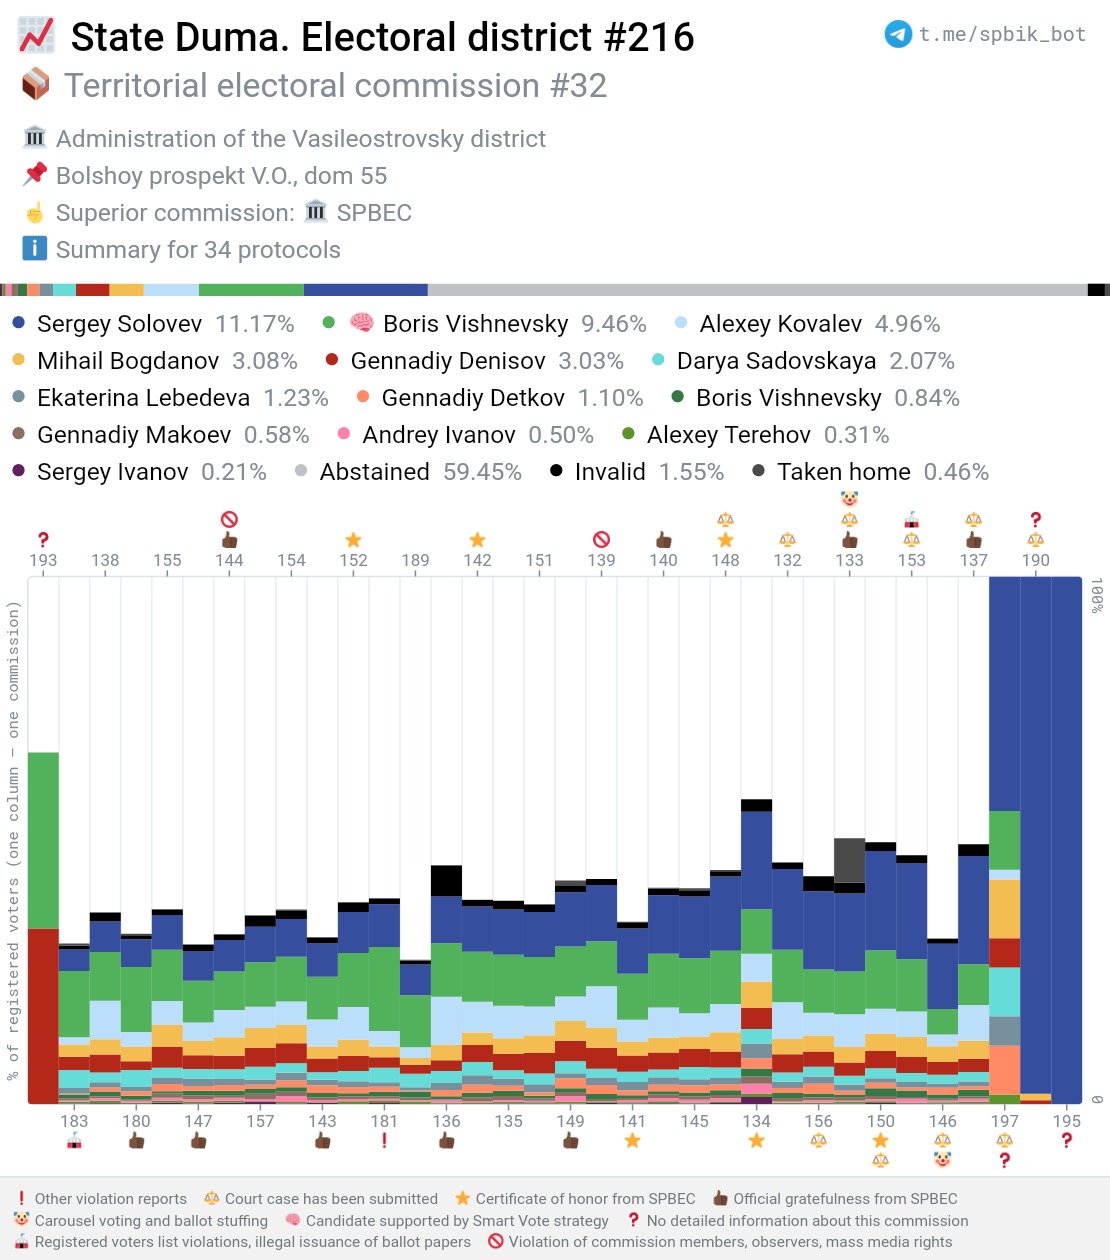 State Duma. Electoral district #216
t.me/spbik_bot
Territorial electoral commission #32
Administration of the Vasileostrovsky district
Bolshoy prospekt V.O., dom 55
Superior commission: SPBEC
Summary for 34 protocols
Sergey Solovev 11.17% Boris Vishnevsky 9.46% Alexey Kovalev 4.96%
Mihail Bogdanov 3.08% Gennadiy Denisov 3.03% Darya Sadovskaya 2.07%
Ekaterina Lebedeva 1.23% Gennadiy Detkov 1.10% Boris Vishnevsky 0.84%
Gennadiy Makoev 0.58% Andrey Ivanov 0.50% Alexey Terehov 0.31%
Sergey Ivanov 0.21% Abstained 59.45% Invalid 1.55% Taken home 0.46%
193 138 155 144 154 152 189 142 151 139 140 148 132 133 153 137 190
100%
% of registered voters (one column – one commission)
0
183 180 147 157 143 181 136 135 149 141 145 134 156 150 146 197 195
Other violation reports Court case has been submitted Certificate of honor from SPBEC Official gratefulness from SPBEC
Carousel voting and ballot stuffing Candidate supported by Smart Vote strategy No detailed information about this commission
Registered voters list violations, illegal issuance of ballot papers Violation of commission members, observers, mass media rights